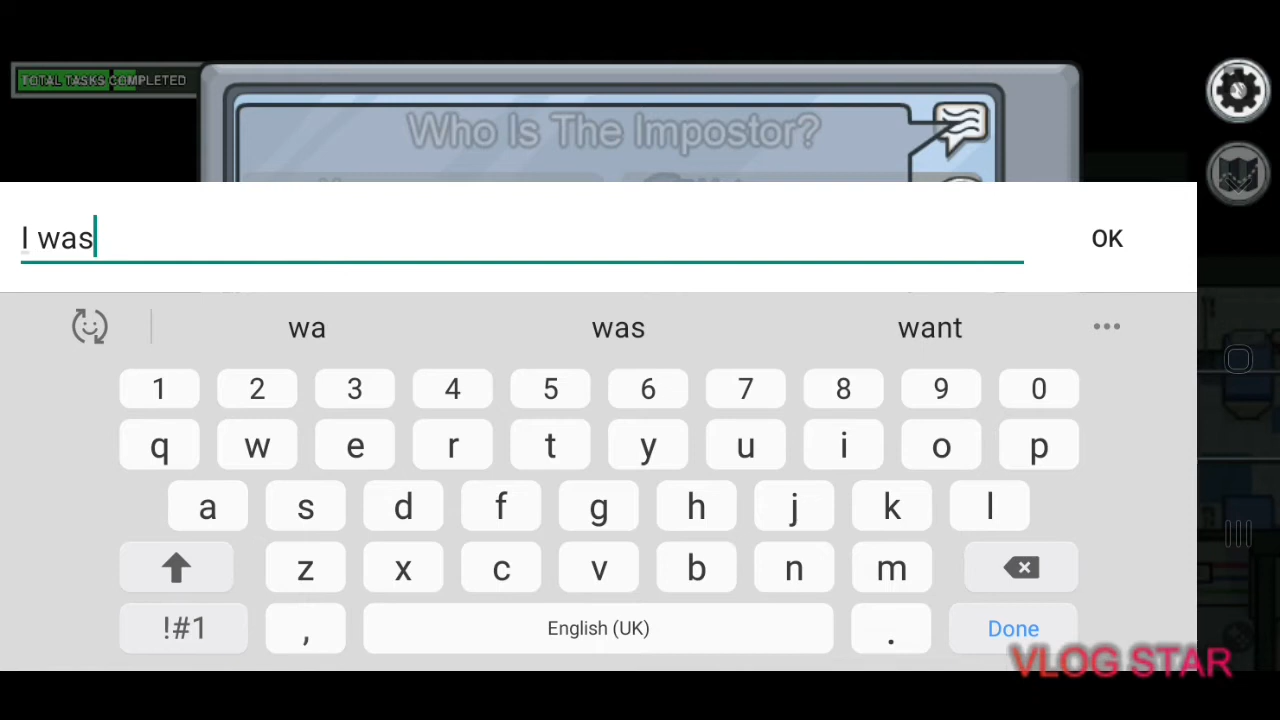 TOTAL TASKS COMPLETED
Who Is The Impostor?
I was
OK
wa was want
1 2 3 4 5 6 7 8 9 0
q w e r t y u i o p
a s d f g h j k l
z x c v b n m
!#1 , English (UK) . Done
VLOG STAR